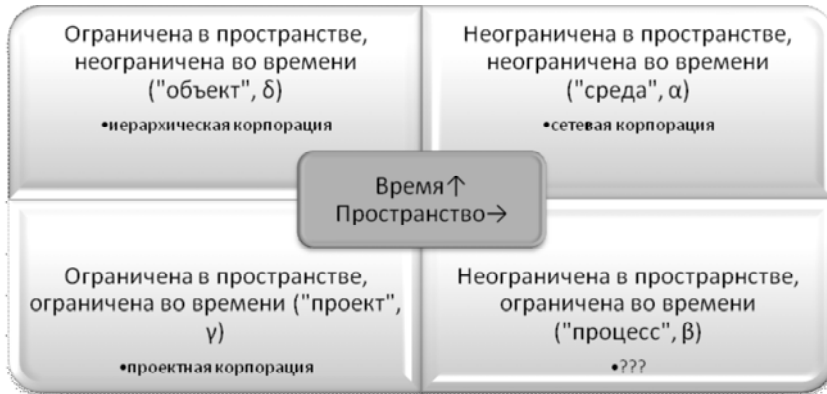 Ограничена в пространстве,
неограничена во времени
("объект", δ)
•иерархическая корпорация
Неограничена в пространстве,
неограничена во времени
("среда", α)
•сетевая корпорация
Время↑
Пространство→
Ограничена в пространстве,
ограничена во времени ("проект",
γ)
•проектная корпорация
Неограничена в прострарнстве,
ограничена во времени
("процесс", β)
•???